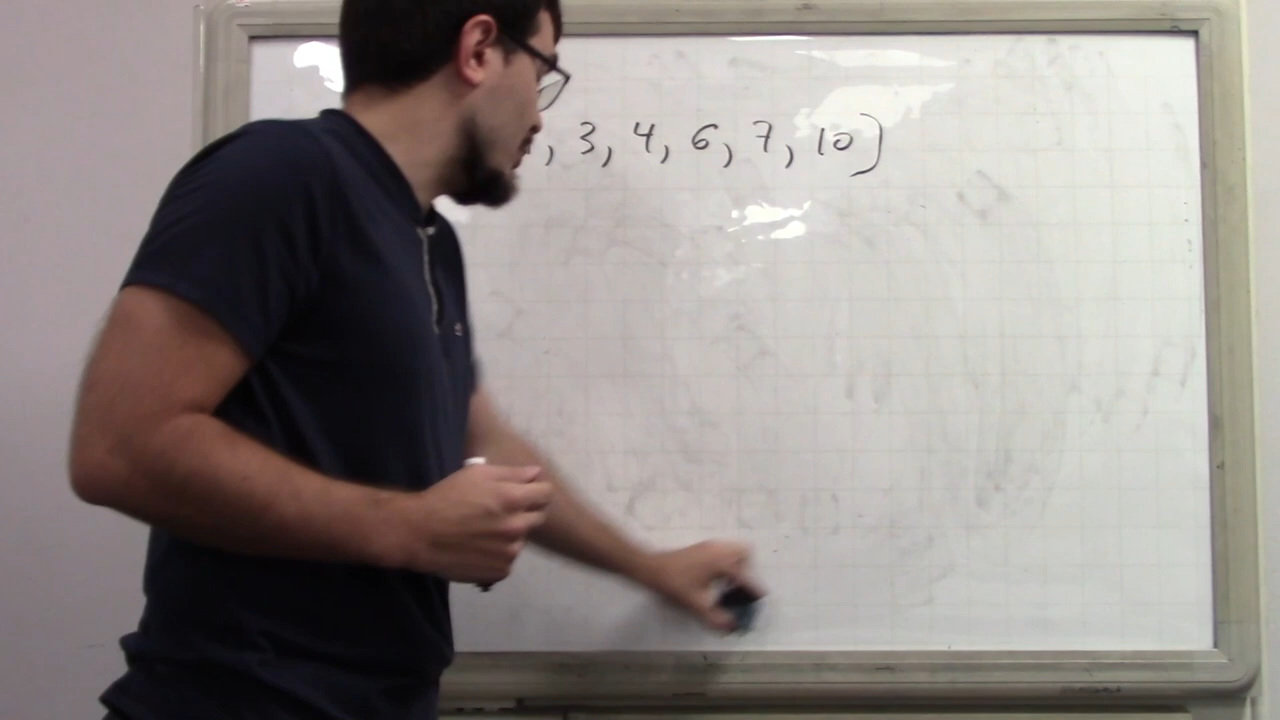 , 3, 4, 6, 7, 10)